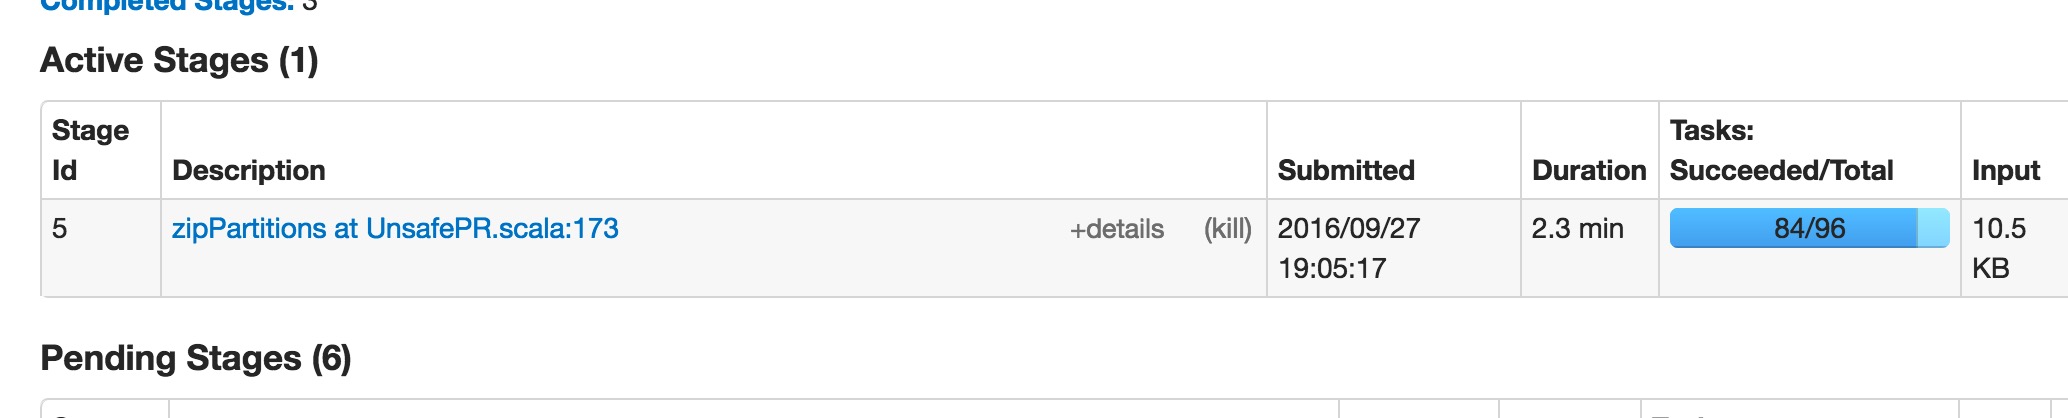 Completed Stages: 3
Active Stages (1)
Stage Id Description Submitted Duration Tasks: Succeeded/Total Input
5 zipPartitions at UnsafePR.scala:173 +details (kill) 2016/09/27 19:05:17 2.3 min 84/96 10.5 KB
Pending Stages (6)